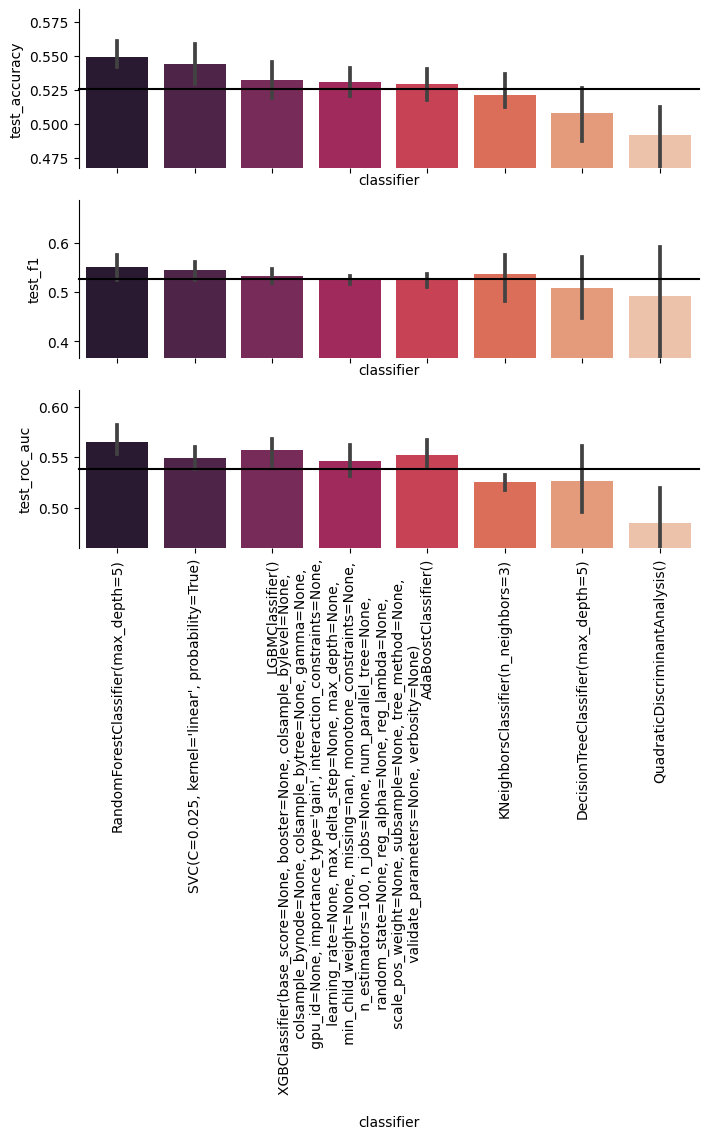 0.575
0.550
0.525
0.500
0.475
test_accuracy
classifier
0.6
0.5
0.4
test_f1
classifier
0.60
0.55
0.50
test_roc_auc
RandomForestClassifier(max_depth=5)
SVC(C=0.025, kernel='linear', probability=True)
LGBMClassifier()
XGBClassifier(base_score=None, booster=None, colsample_bylevel=None,
colsample_bynode=None, colsample_bytree=None, gamma=None,
gpu_id=None, importance_type='gain', interaction_constraints=None,
learning_rate=None, max_delta_step=None, max_depth=None,
min_child_weight=None, missing=nan, monotone_constraints=None,
n_estimators=100, n_jobs=None, num_parallel_tree=None,
random_state=None, reg_alpha=None, reg_lambda=None,
scale_pos_weight=None, subsample=None, tree_method=None,
validate_parameters=None, verbosity=None)
AdaBoostClassifier()
KNeighborsClassifier(n_neighbors=3)
DecisionTreeClassifier(max_depth=5)
QuadraticDiscriminantAnalysis()
classifier